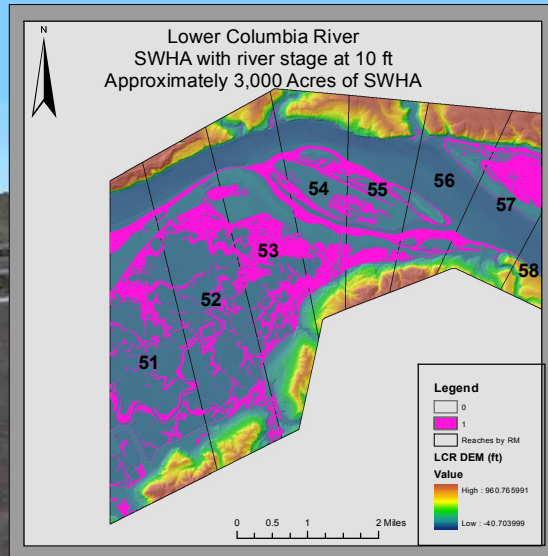 Lower Columbia River
SWHA with river stage at 10 ft
Approximately 3,000 Acres of SWHA
N
54
55
56
57
53
58
52
51
Legend
0
1
Reaches by RM
LCR DEM (ft)
Value
High : 960.765991
Low : -40.703999
0 0.5 1 2 Miles